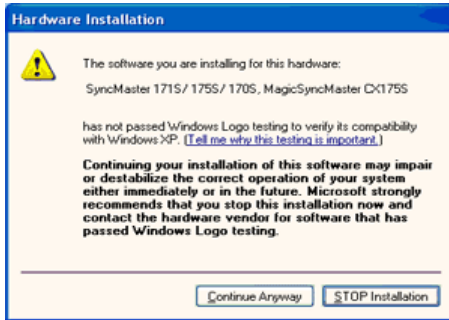 Hardware Installation
The software you are installing for this hardware:
SyncMaster 171S/ 175S/ 170S, MagicSyncMaster CX175S
has not passed Windows Logo testing to verify its compatibility
with Windows XP. (Tell me why this testing is important.)
Continuing your installation of this software may impair
or destabilize the correct operation of your system
either immediately or in the future. Microsoft strongly
recommends that you stop this installation now and
contact the hardware vendor for software that has
passed Windows Logo testing.
Continue Anyway STOP Installation